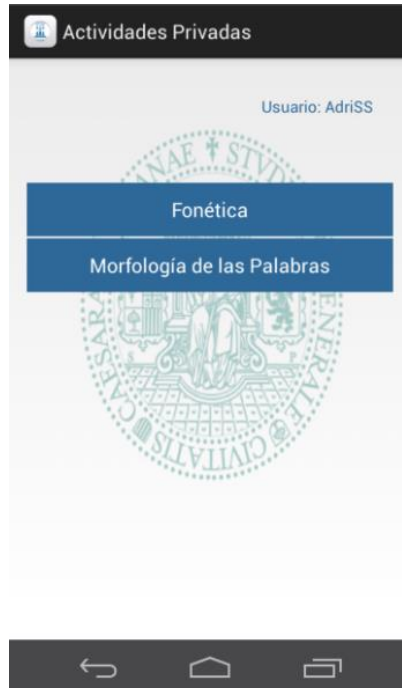 Actividades Privadas
Usuario: AdriSS
Fonética
Morfología de las Palabras